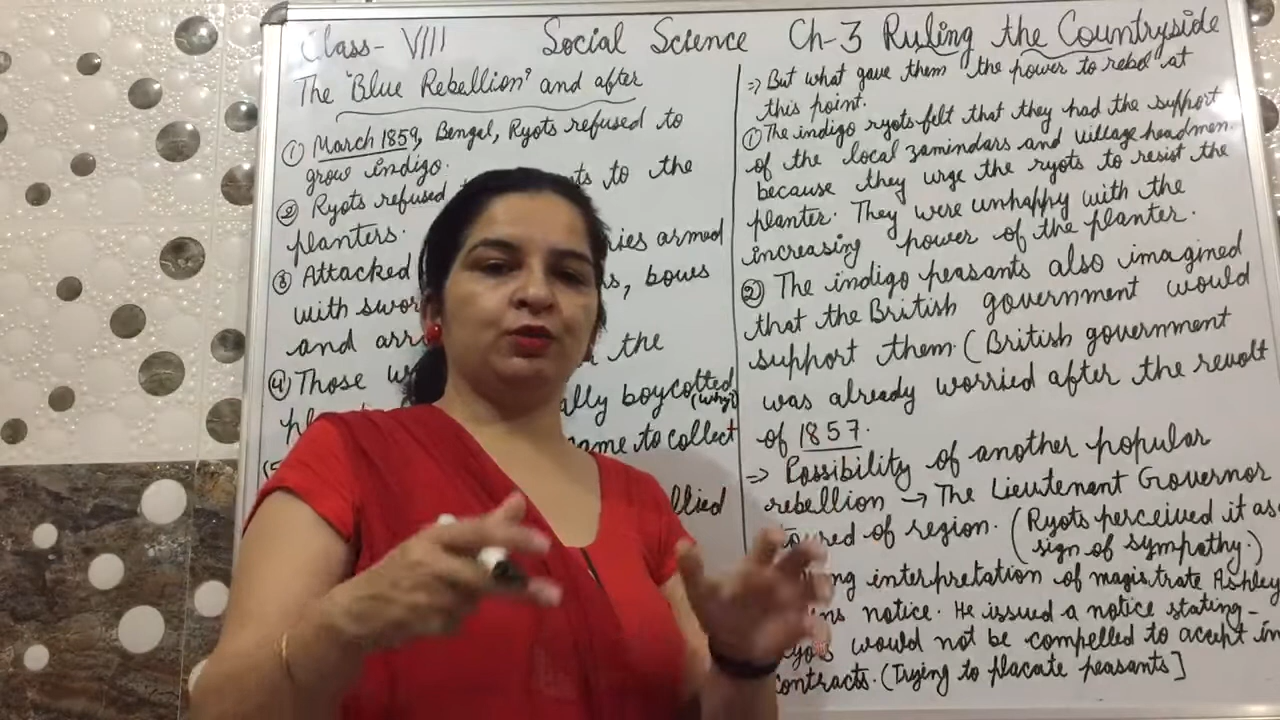 Class- VIII Social Science Ch-3 Ruling the Countryside
The "Blue Rebellion" and after
① March 1859, Bengal, Ryots refused to
grow indigo.
② Ryots refused to the
planters.
③ Attacked armed
with bows
and
④ Those the
boycotted
(why?)
came to collect
=> But what gave them the power to rebel at
this point.
① The indigo ryots felt that they had the support
of the local zamindars and village headmen
because they urge the ryots to resist the
planter. They were unhappy with the
increasing power of the planter.
② The indigo peasants also imagined
that the British government would
support them. (British government
was already worried after the revolt
of 1857.
=> Possibility of another popular
rebellion → The Lieutenant Governor
toured of region. (Ryots perceived it as
sign of sympathy.)
interpretation of magistrate Ashley
notice. He issued a notice stating-
would not be compelled to accept in
contracts. (Trying to placate peasants]